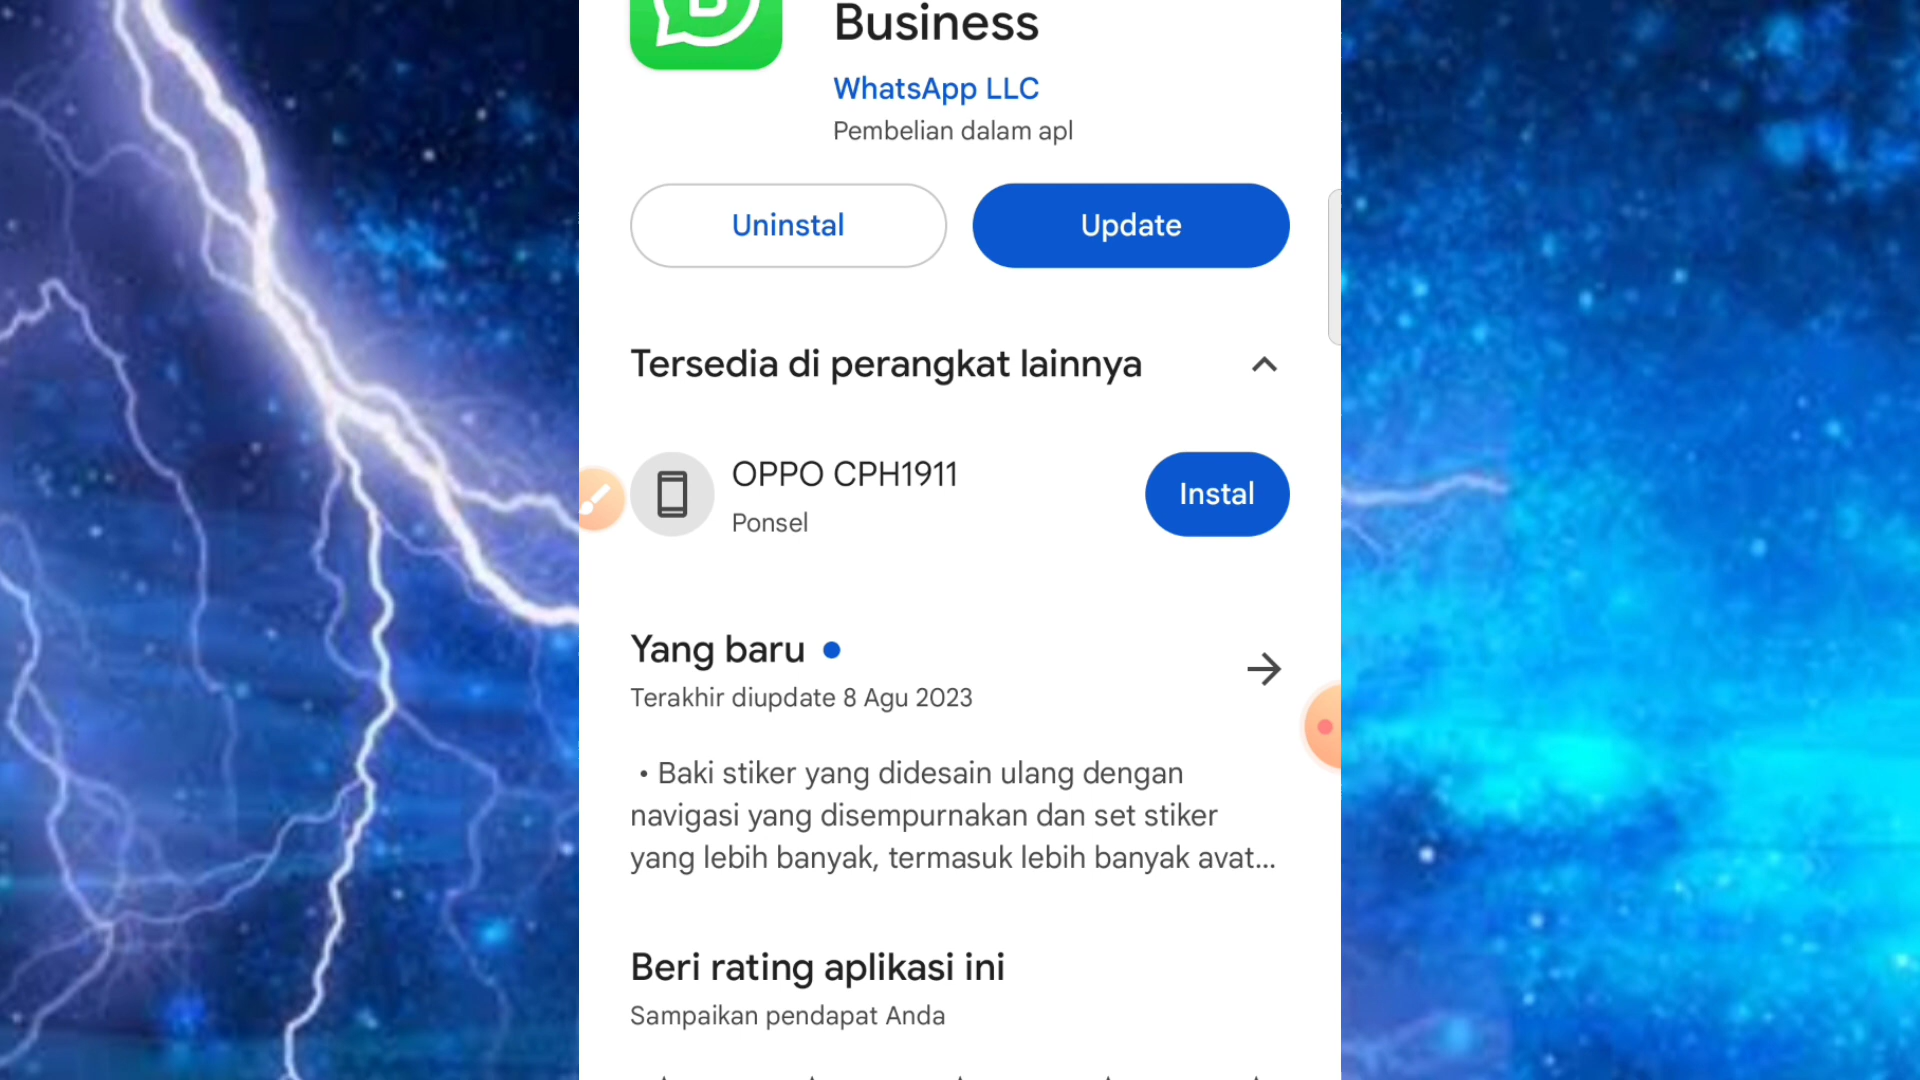 Business
WhatsApp LLC
Pembelian dalam apl
Uninstal
Update
Tersedia di perangkat lainnya
OPPO CPH1911
Ponsel
Instal
Yang baru
Terakhir diupdate 8 Agu 2023
• Baki stiker yang didesain ulang dengan
navigasi yang disempurnakan dan set stiker
yang lebih banyak, termasuk lebih banyak avat...
Beri rating aplikasi ini
Sampaikan pendapat Anda